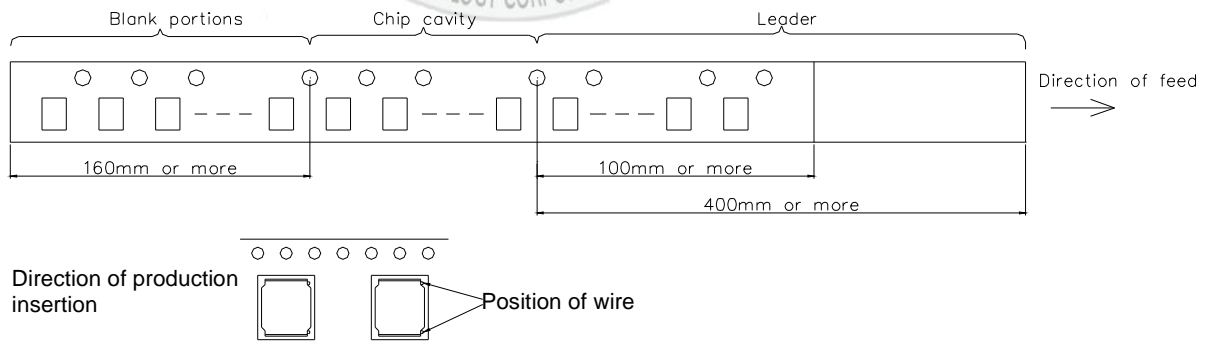 Blank portions
Chip cavity
Leader
Direction of feed
160mm or more
100mm or more
400mm or more
Direction of production
insertion
Position of wire